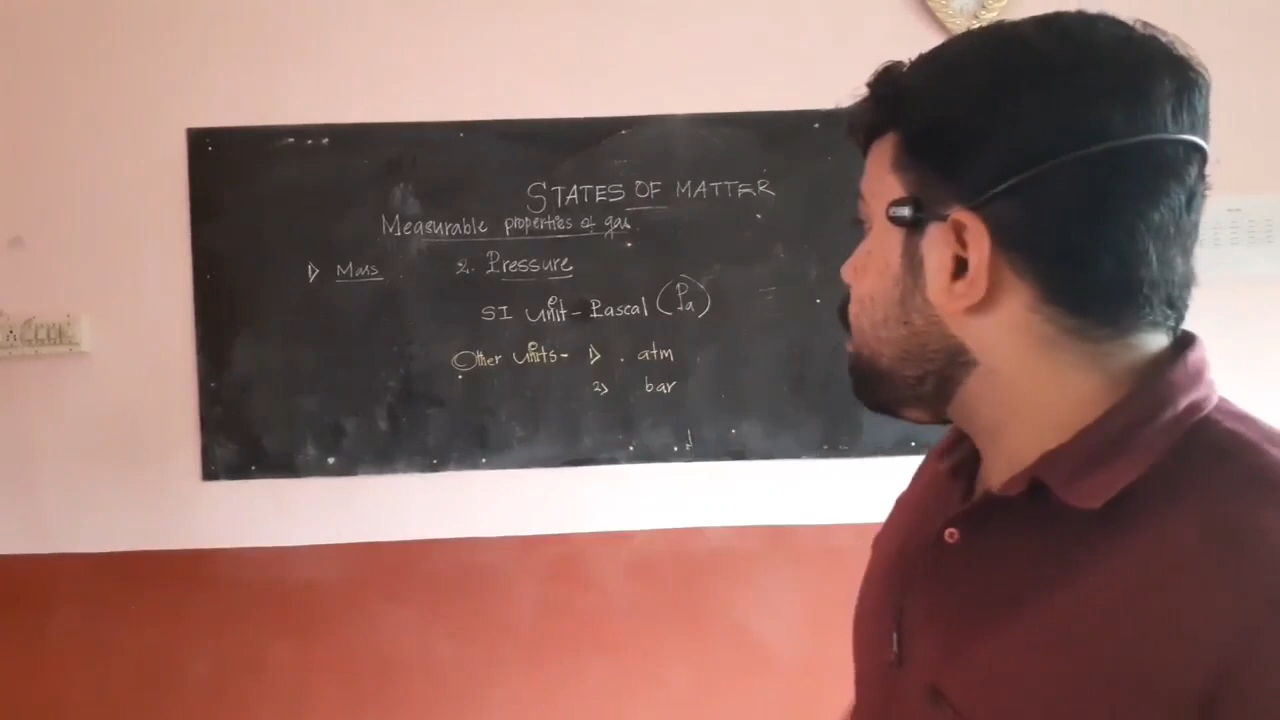 STATES OF MATTER
Measurable properties of gas
1) Mass
2. Pressure
SI unit - Pascal (Pa)
Other units - 1) . atm
2) bar